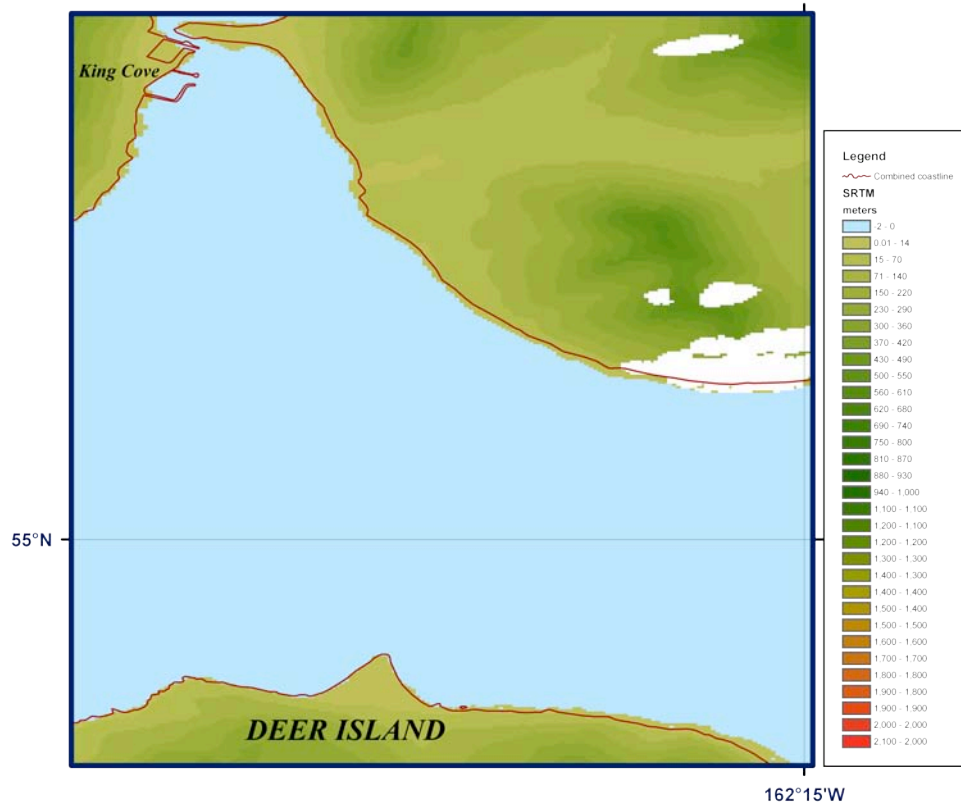 King Cove
Legend
Combined coastline
SRTM
meters
-2 - 0
0.01 - 14
15 - 70
71 - 140
150 - 220
230 - 290
300 - 360
370 - 420
430 - 490
500 - 550
560 - 610
620 - 680
690 - 740
750 - 800
810 - 870
880 - 930
940 - 1,000
1,100 - 1,100
1,200 - 1,100
1,200 - 1,200
1,300 - 1,300
1,400 - 1,300
1,400 - 1,400
1,500 - 1,400
1,500 - 1,500
1,600 - 1,600
1,700 - 1,700
1,800 - 1,800
1,900 - 1,800
1,900 - 1,900
2,000 - 2,000
2,100 - 2,000
55°N
DEER ISLAND
162°15'W